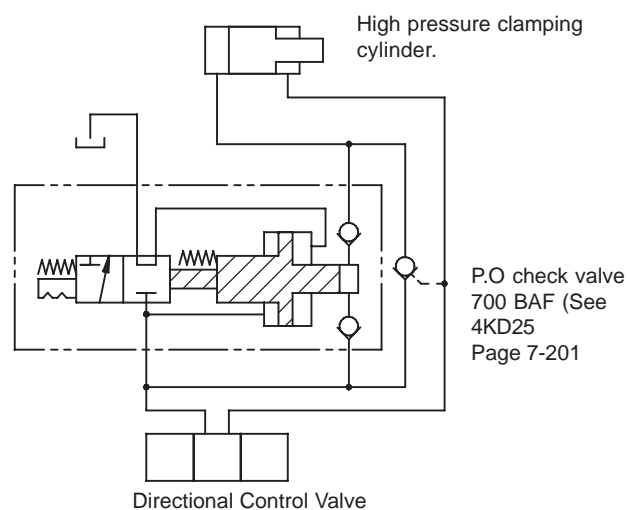 High pressure clamping
cylinder.
P.O check valve
700 BAF (See
4KD25
Page 7-201
Directional Control Valve